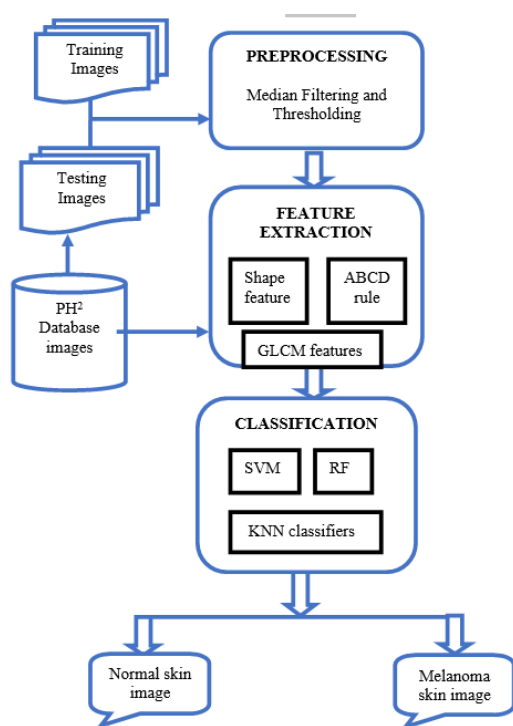 Training
Images
PREPROCESSING
Median Filtering and
Thresholding
Testing
Images
FEATURE
EXTRACTION
Shape
feature
ABCD
rule
GLCM features
PH²
Database
images
CLASSIFICATION
SVM
RF
KNN classifiers
Normal skin
image
Melanoma
skin image